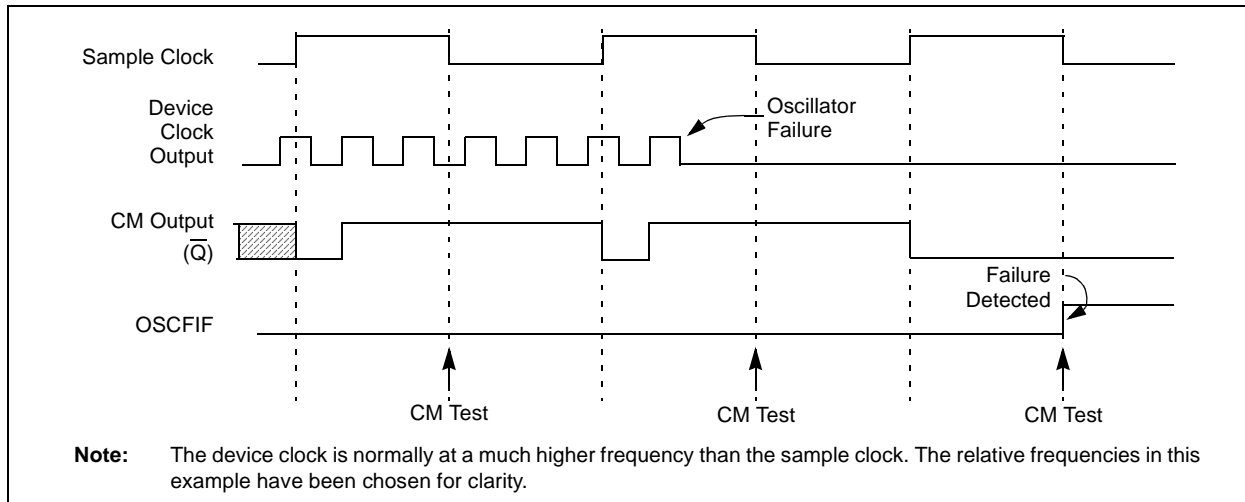 Sample Clock
Device
Clock
Output
Oscillator
Failure
CM Output
(Q̅)
Failure
Detected
OSCFIF
CM Test
CM Test
CM Test
Note: The device clock is normally at a much higher frequency than the sample clock. The relative frequencies in this
example have been chosen for clarity.